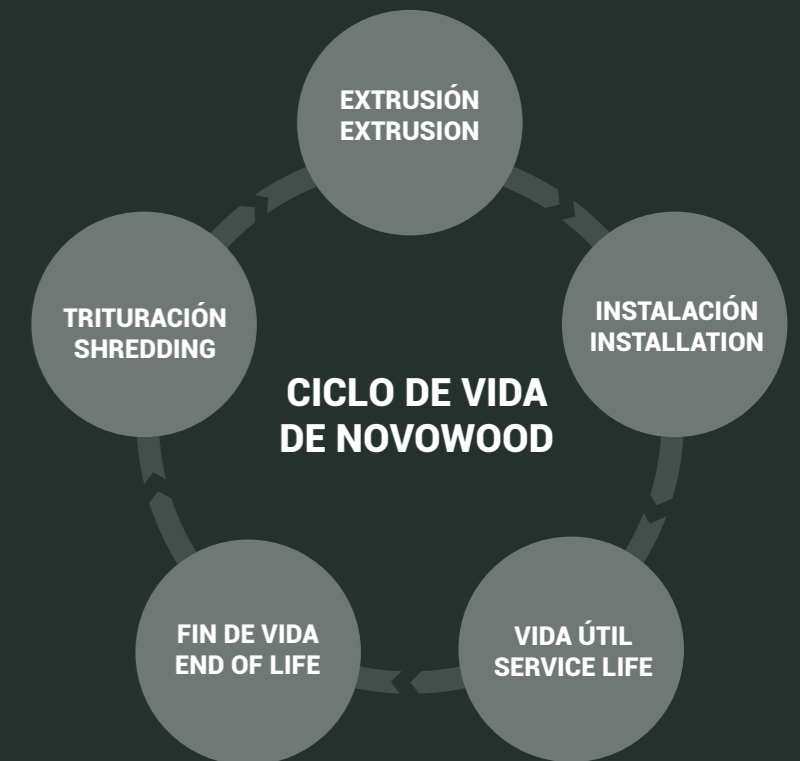 EXTRUSIÓN
EXTRUSION
INSTALACIÓN
INSTALLATION
TRITURACIÓN
SHREDDING
CICLO DE VIDA
DE NOVOWOOD
FIN DE VIDA
END OF LIFE
VIDA ÚTIL
SERVICE LIFE